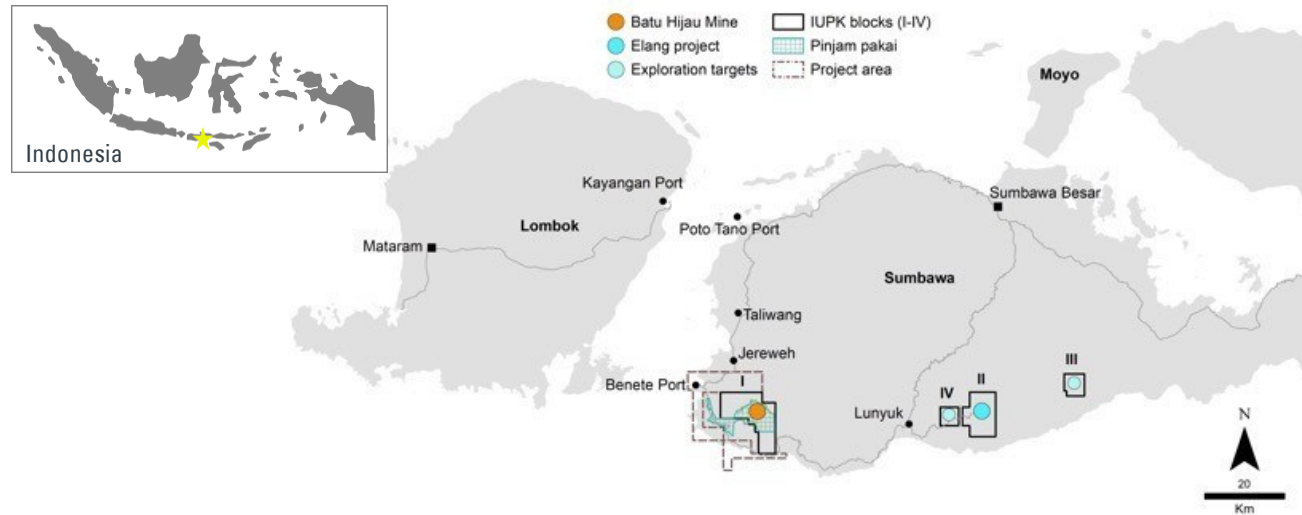 Batu Hijau Mine
Elang project
Exploration targets
IUPK blocks (I-IV)
Pinjam pakai
Project area
Indonesia
Moyo
Kayangan Port
Sumbawa Besar
Lombok
Poto Tano Port
Mataram
Sumbawa
Taliwang
Jereweh
Benete Port
I
II
III
IV
Lunyuk
N
20
Km